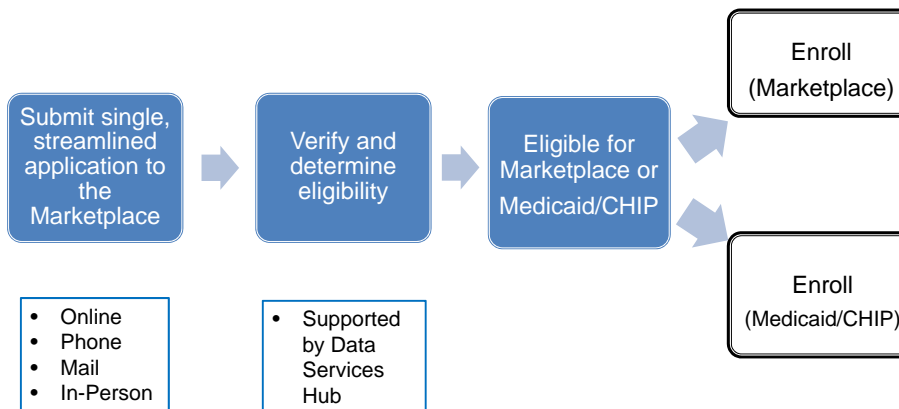 Submit single,
streamlined
application to
the
Marketplace
Verify and
determine
eligibility
Eligible for
Marketplace or
Medicaid/CHIP
Enroll
(Marketplace)
Enroll
(Medicaid/CHIP)
• Online
• Phone
• Mail
• In-Person
• Supported
by Data
Services
Hub